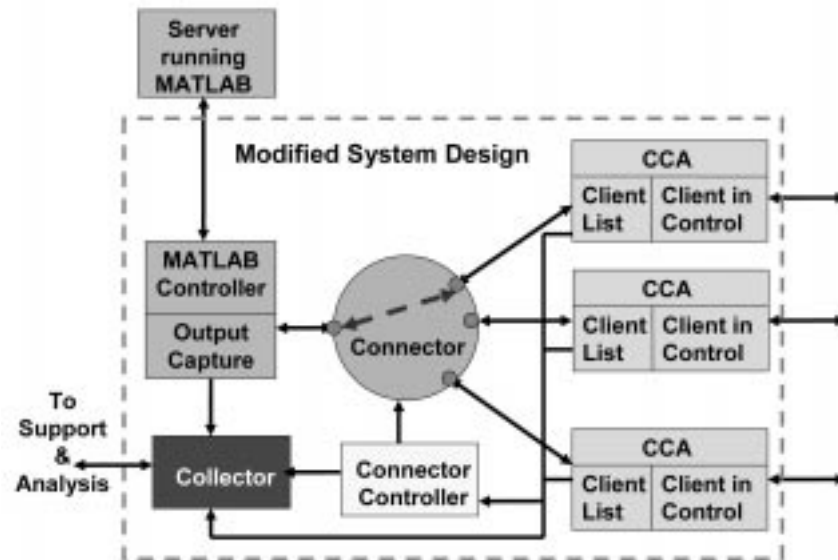 Server
running
MATLAB
Modified System Design
CCA
Client
List
Client in
Control
MATLAB
Controller
Output
Capture
Connector
CCA
Client
List
Client in
Control
To
Support
&
Analysis
Collector
Connector
Controller
CCA
Client
List
Client in
Control